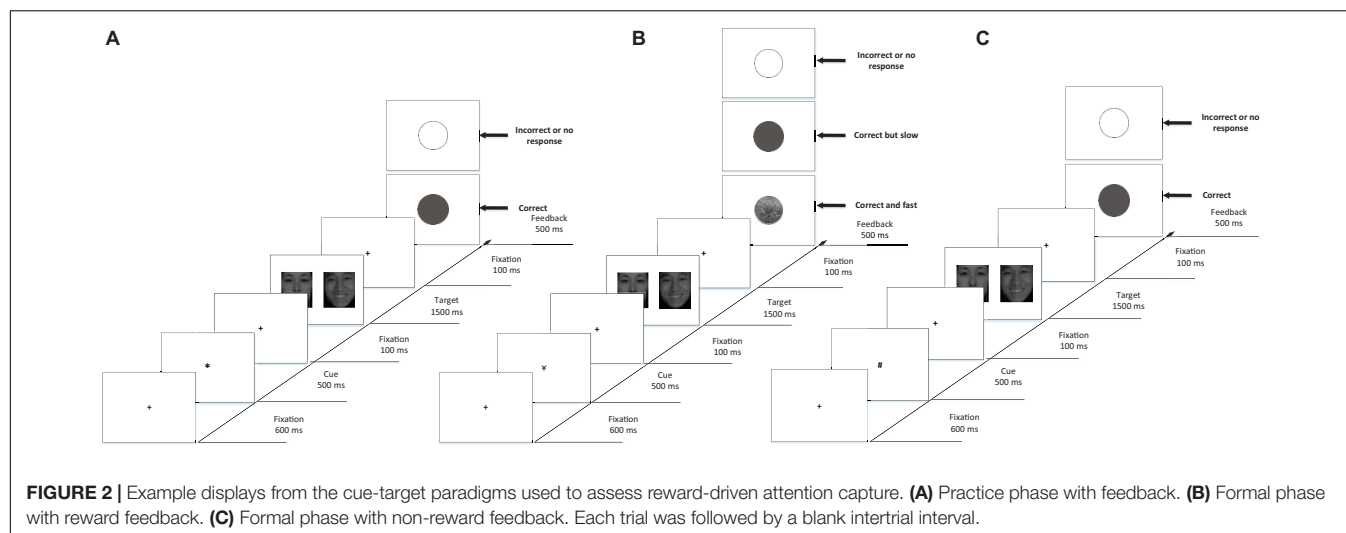 A
B
C
Incorrect or no
response
Correct
Feedback
500 ms
Fixation
100 ms
Target
1500 ms
Fixation
100 ms
Cue
500 ms
Fixation
600 ms
+
*
+
+
Incorrect or no
response
Correct but slow
Correct and fast
Feedback
500 ms
Fixation
100 ms
Target
1500 ms
Fixation
100 ms
Cue
500 ms
Fixation
600 ms
+
¥
+
+
Incorrect or no
response
Correct
Feedback
500 ms
Fixation
100 ms
Target
1500 ms
Fixation
100 ms
Cue
500 ms
Fixation
600 ms
+
#
+
+
FIGURE 2 | Example displays from the cue-target paradigms used to assess reward-driven attention capture. (A) Practice phase with feedback. (B) Formal phase
with reward feedback. (C) Formal phase with non-reward feedback. Each trial was followed by a blank intertrial interval.